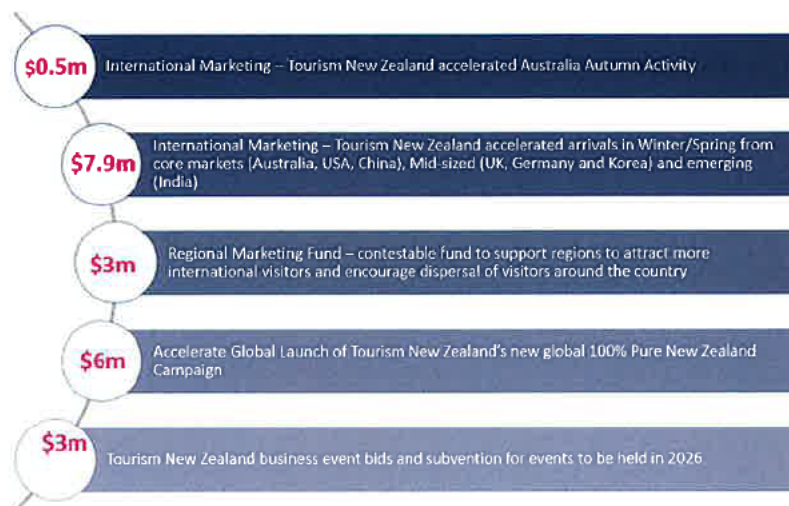 $0.5m
International Marketing – Tourism New Zealand accelerated Australia Autumn Activity
$7.9m
International Marketing – Tourism New Zealand accelerated arrivals in Winter/Spring from
core markets (Australia, USA, China), Mid-sized (UK, Germany and Korea) and emerging
(India)
$3m
Regional Marketing Fund – contestable fund to support regions to attract more
international visitors and encourage dispersal of visitors around the country
$6m
Accelerate Global Launch of Tourism New Zealand's new global 100% Pure New Zealand
Campaign
$3m
Tourism New Zealand business event bids and subvention for events to be held in 2026